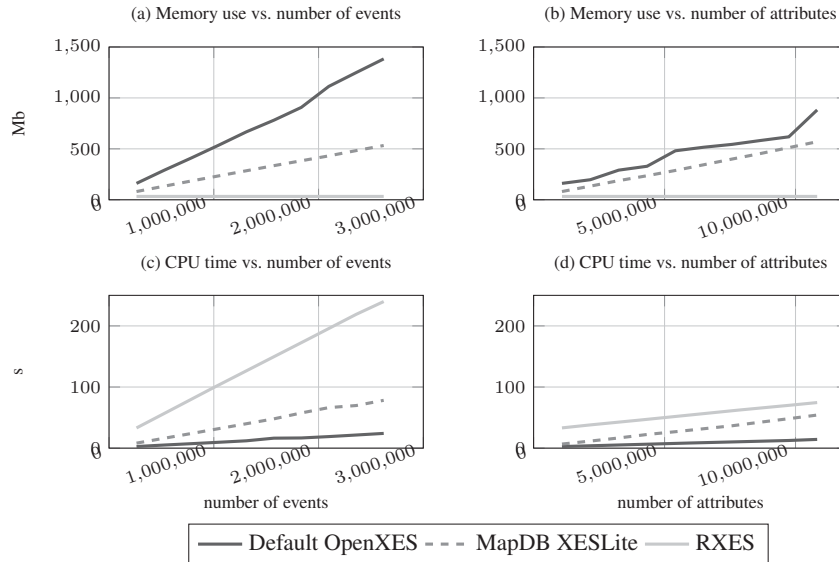 (a) Memory use vs. number of events
(b) Memory use vs. number of attributes
1,500
1,000
500
0
0
Mb
1,000,000
2,000,000
3,000,000
1,500
1,000
500
0
0
5,000,000
10,000,000
(c) CPU time vs. number of events
(d) CPU time vs. number of attributes
200
100
0
s
1,000,000
2,000,000
3,000,000
200
100
0
5,000,000
10,000,000
number of events
number of attributes
Default OpenXES MapDB XESLite RXES